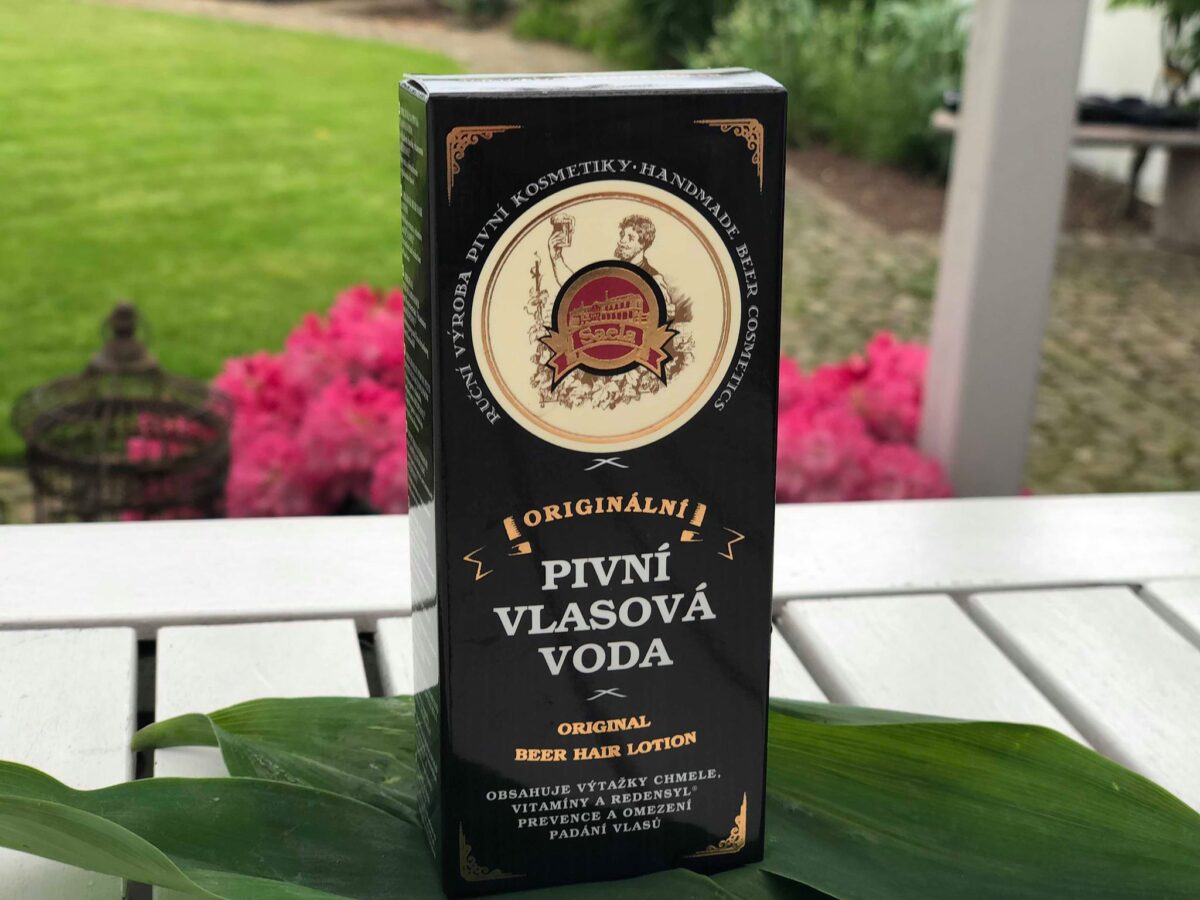 RUČNÍ VÝROBA PIVNÍ KOSMETIKY · HANDMADE BEER COSMETICS
Saela
ORIGINÁLNÍ
PIVNÍ
VLASOVÁ
VODA
ORIGINAL
BEER HAIR LOTION
OBSAHUJE VÝTAŽKY CHMELE,
VITAMÍNY A REDENSYL®
PREVENCE A OMEZENÍ
PADÁNÍ VLASŮ